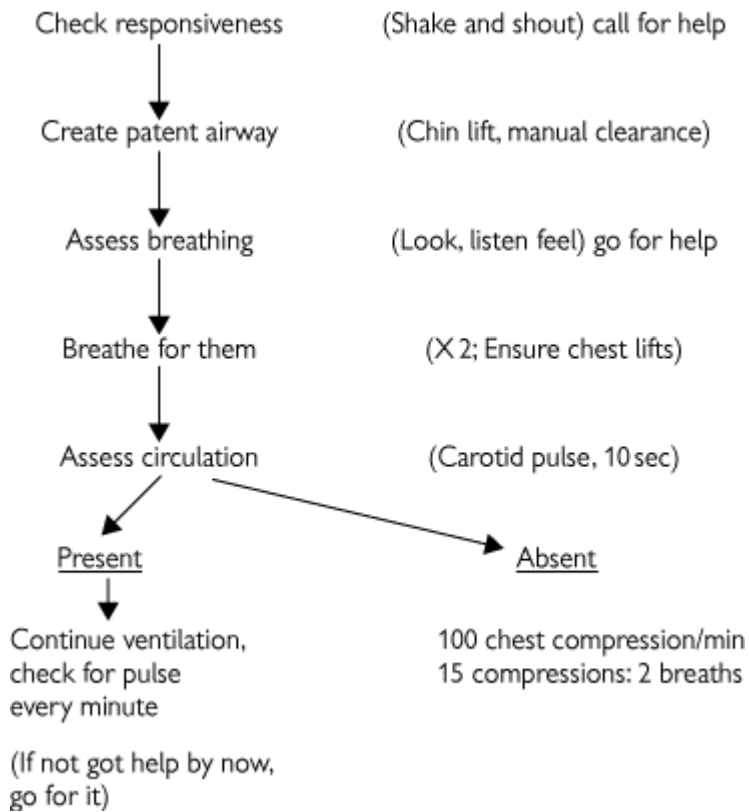 Check responsiveness (Shake and shout) call for help
Create patent airway (Chin lift, manual clearance)
Assess breathing (Look, listen feel) go for help
Breathe for them (X 2; Ensure chest lifts)
Assess circulation (Carotid pulse, 10 sec)
Present Absent
Continue ventilation, 100 chest compression/min
check for pulse 15 compressions: 2 breaths
every minute
(If not got help by now,
go for it)